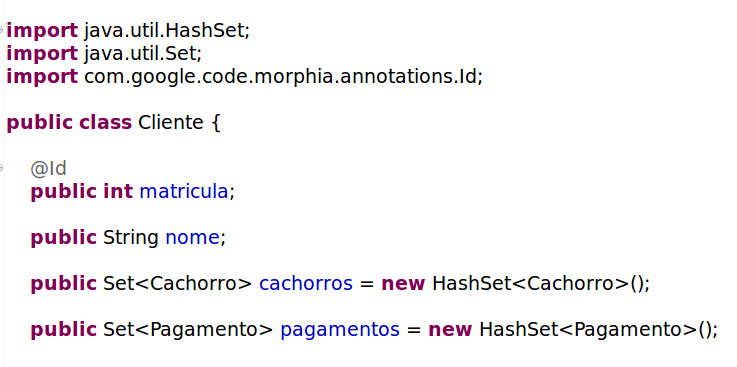 import java.util.HashSet;
import java.util.Set;
import com.google.code.morphia.annotations.Id;
public class Cliente {
@Id
public int matricula;
public String nome;
public Set<Cachorro> cachorros = new HashSet<Cachorro>();
public Set<Pagamento> pagamentos = new HashSet<Pagamento>();